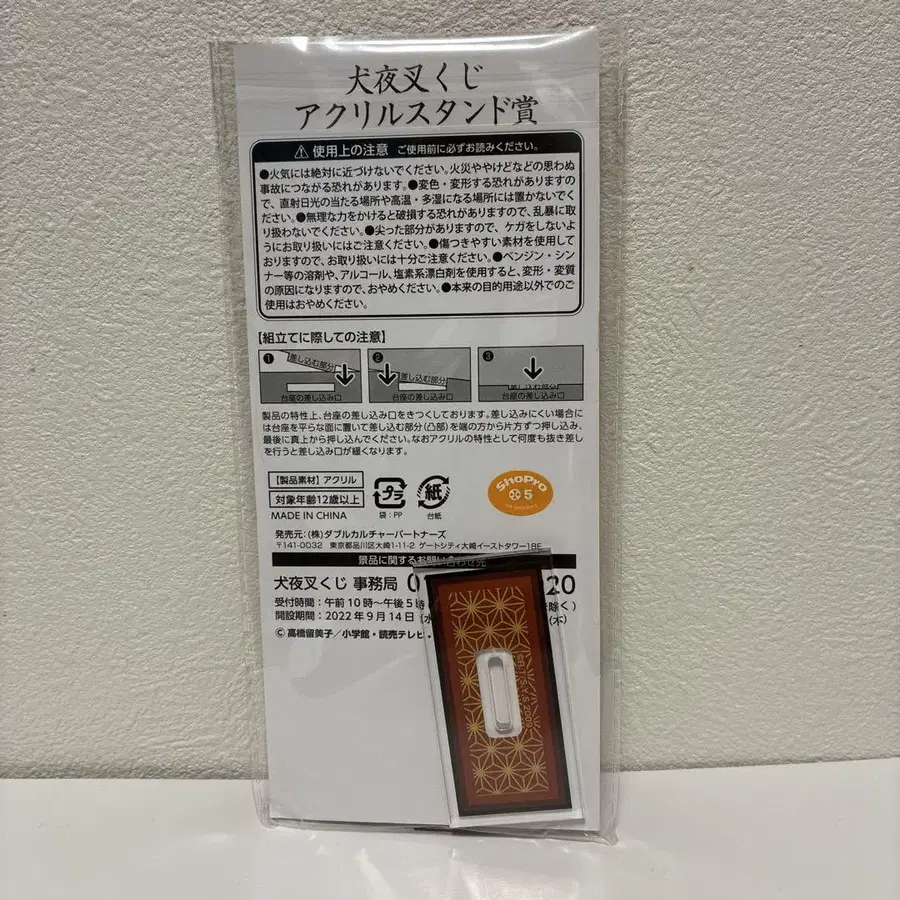 犬夜叉くじ
アクリルスタンド賞
使用上の注意 ご使用前に必ずお読みください。
●火気には絶対に近づけないでください。火災ややけどなどの思わぬ
事故につながる恐れがあります。●変色・変形する恐れがありますの
で、直射日光の当たる場所や高温・多湿になる場所には置かないでく
ださい。●無理な力をかけると破損する恐れがありますので、乱暴に取
り扱わないでください。●尖った部分がありますので、ケガをしないよ
うにお取り扱いにはご注意ください。●傷つきやすい素材を使用して
おりますので、お取り扱いには十分ご注意ください。●ベンジン・シン
ナー等の溶剤や、アルコール、塩素系漂白剤を使用すると、変形・変質
の原因になりますので、おやめください。●本来の目的用途以外でのご
使用はおやめください。
【組立てに際しての注意】
❶ 差し込む部分 台座の差し込み口
❷ 差し込む部分 台座の差し込み口
❸ 差し込む部分 台座の差し込み口
製品の特性上、台座の差し込み口をきつくしております。差し込みにくい場合に
は台座を平らな面に置いて差し込む部分(凸部)を端の方から片方ずつ押し込み、
最後に真上から押し込んでください。なおアクリルの特性として何度も抜き差し
を行うと差し込み口が緩くなります。
【製品素材】アクリル
対象年齢12歳以上
MADE IN CHINA
プラ
袋：PP
紙
台紙
ShoPro
5
発売元：(株)ダブルカルチャーパートナーズ
〒141-0032 東京都品川区大崎1-11-2 ゲートシティ大崎イーストタワー18F
景品に関するお問い合わせ先
犬夜叉くじ 事務局 0 20
受付時間：午前10時〜午後5時 除く)
開設期間：2022年9月14日(水 (木)
©高橋留美子／小学館・読売テレビ・
2009